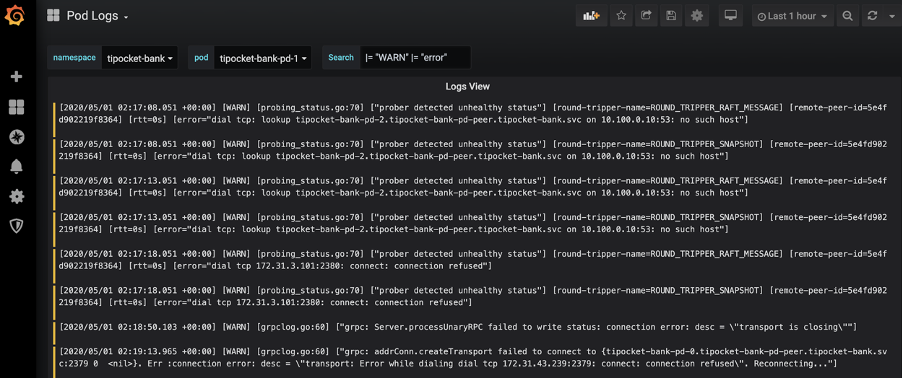 Pod Logs
Last 1 hour
namespace tipocket-bank pod tipocket-bank-pd-1 Search |= "WARN" |= "error"
Logs View
[2020/05/01 02:17:08.051 +00:00] [WARN] [probing_status.go:70] ["prober detected unhealthy status"] [round-tripper-name=ROUND_TRIPPER_RAFT_MESSAGE] [remote-peer-id=5e4f
d902219f8364] [rtt=0s] [error="dial tcp: lookup tipocket-bank-pd-2.tipocket-bank-pd-peer.tipocket-bank.svc on 10.100.0.10:53: no such host"]
[2020/05/01 02:17:08.051 +00:00] [WARN] [probing_status.go:70] ["prober detected unhealthy status"] [round-tripper-name=ROUND_TRIPPER_SNAPSHOT] [remote-peer-id=5e4fd902
219f8364] [rtt=0s] [error="dial tcp: lookup tipocket-bank-pd-2.tipocket-bank-pd-peer.tipocket-bank.svc on 10.100.0.10:53: no such host"]
[2020/05/01 02:17:13.051 +00:00] [WARN] [probing_status.go:70] ["prober detected unhealthy status"] [round-tripper-name=ROUND_TRIPPER_RAFT_MESSAGE] [remote-peer-id=5e4f
d902219f8364] [rtt=0s] [error="dial tcp: lookup tipocket-bank-pd-2.tipocket-bank-pd-peer.tipocket-bank.svc on 10.100.0.10:53: no such host"]
[2020/05/01 02:17:13.051 +00:00] [WARN] [probing_status.go:70] ["prober detected unhealthy status"] [round-tripper-name=ROUND_TRIPPER_SNAPSHOT] [remote-peer-id=5e4fd902
219f8364] [rtt=0s] [error="dial tcp: lookup tipocket-bank-pd-2.tipocket-bank-pd-peer.tipocket-bank.svc on 10.100.0.10:53: no such host"]
[2020/05/01 02:17:18.051 +00:00] [WARN] [probing_status.go:70] ["prober detected unhealthy status"] [round-tripper-name=ROUND_TRIPPER_RAFT_MESSAGE] [remote-peer-id=5e4f
d902219f8364] [rtt=0s] [error="dial tcp 172.31.3.101:2380: connect: connection refused"]
[2020/05/01 02:17:18.051 +00:00] [WARN] [probing_status.go:70] ["prober detected unhealthy status"] [round-tripper-name=ROUND_TRIPPER_SNAPSHOT] [remote-peer-id=5e4fd902
219f8364] [rtt=0s] [error="dial tcp 172.31.3.101:2380: connect: connection refused"]
[2020/05/01 02:18:50.103 +00:00] [WARN] [grpclog.go:60] ["grpc: Server.processUnaryRPC failed to write status: connection error: desc = \"transport is closing\""]
[2020/05/01 02:19:13.965 +00:00] [WARN] [grpclog.go:60] ["grpc: addrConn.createTransport failed to connect to {tipocket-bank-pd-0.tipocket-bank-pd-peer.tipocket-bank.sv
c:2379 0  <nil>}. Err :connection error: desc = \"transport: Error while dialing dial tcp 172.31.43.239:2379: connect: connection refused\". Reconnecting..."]